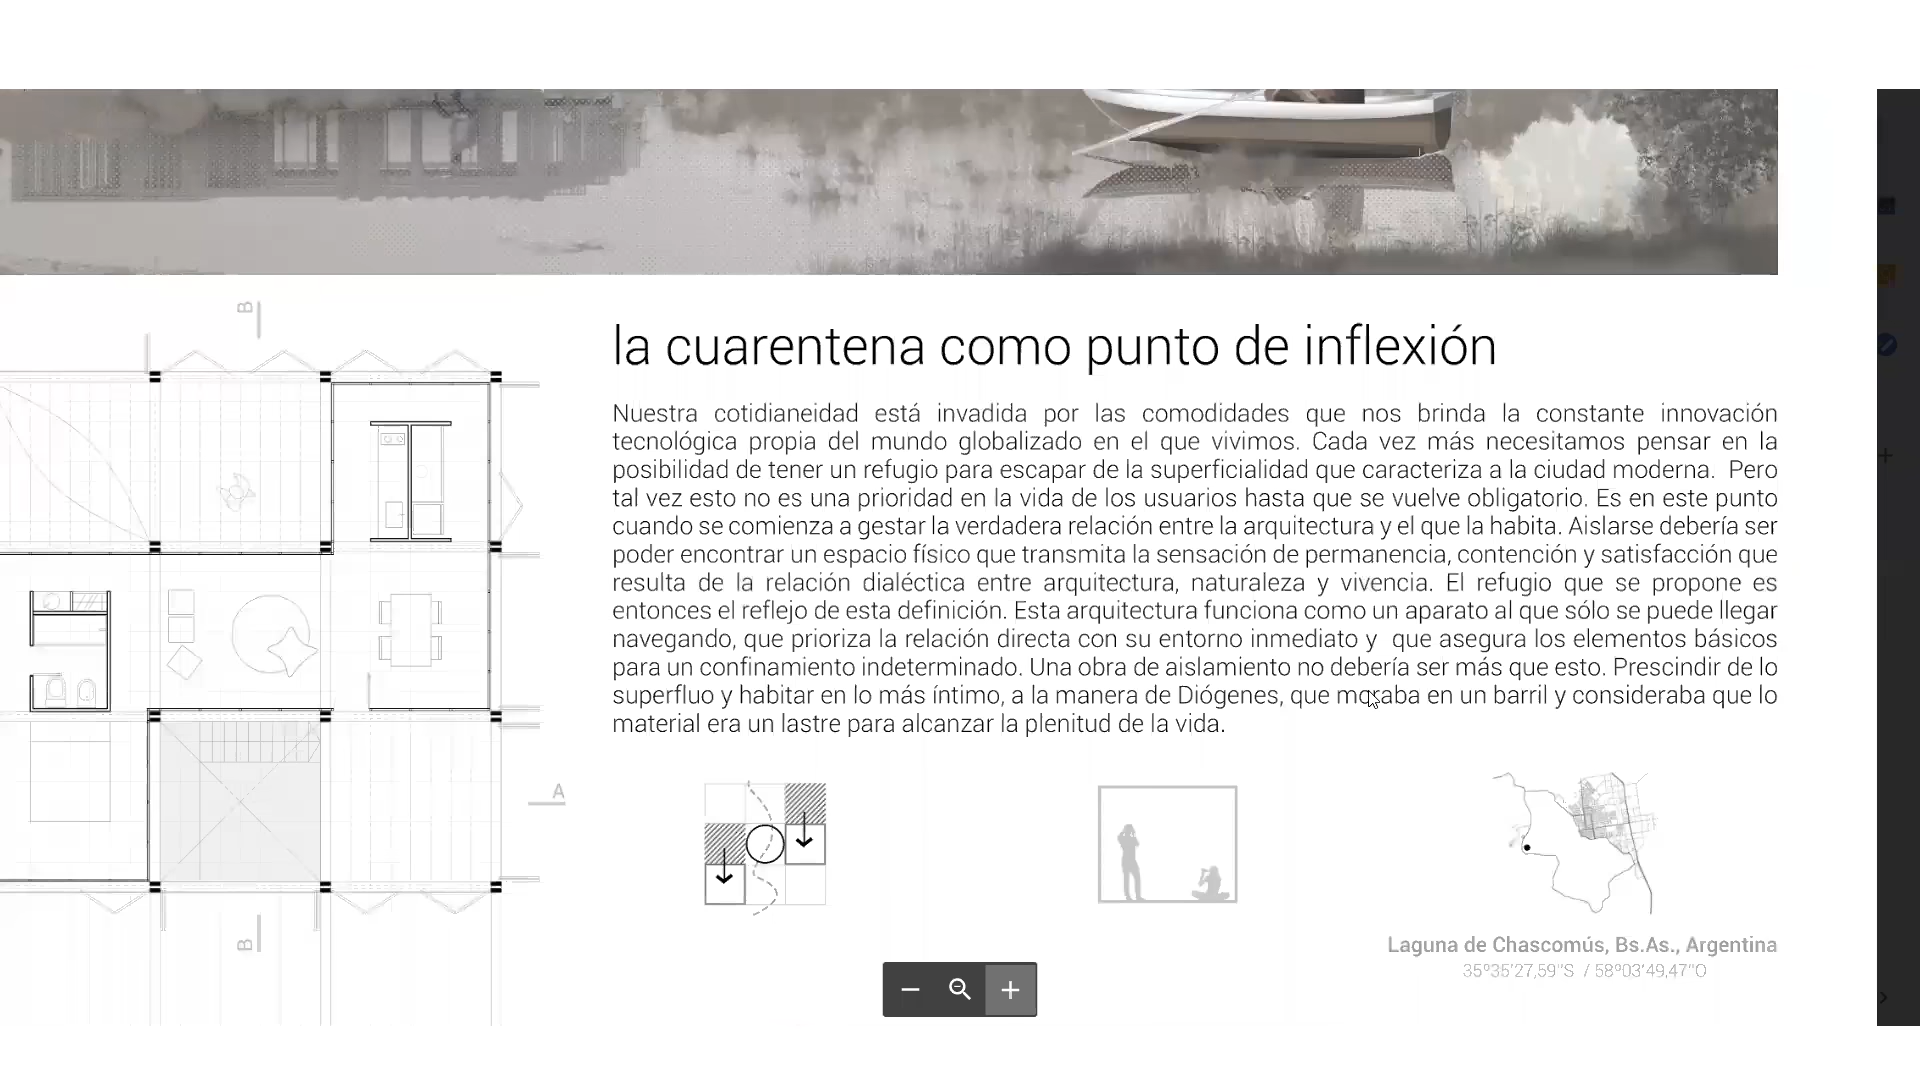 B
la cuarentena como punto de inflexión
Nuestra cotidianeidad está invadida por las comodidades que nos brinda la constante innovación
tecnológica propia del mundo globalizado en el que vivimos. Cada vez más necesitamos pensar en la
posibilidad de tener un refugio para escapar de la superficialidad que caracteriza a la ciudad moderna. Pero
tal vez esto no es una prioridad en la vida de los usuarios hasta que se vuelve obligatorio. Es en este punto
cuando se comienza a gestar la verdadera relación entre la arquitectura y el que la habita. Aislarse debería ser
poder encontrar un espacio físico que transmita la sensación de permanencia, contención y satisfacción que
resulta de la relación dialéctica entre arquitectura, naturaleza y vivencia. El refugio que se propone es
entonces el reflejo de esta definición. Esta arquitectura funciona como un aparato al que sólo se puede llegar
navegando, que prioriza la relación directa con su entorno inmediato y que asegura los elementos básicos
para un confinamiento indeterminado. Una obra de aislamiento no debería ser más que esto. Prescindir de lo
superfluo y habitar en lo más íntimo, a la manera de Diógenes, que moraba en un barril y consideraba que lo
material era un lastre para alcanzar la plenitud de la vida.
A
B
Laguna de Chascomús, Bs.As., Argentina
35º35'27,59''S / 58º03'49,47''O